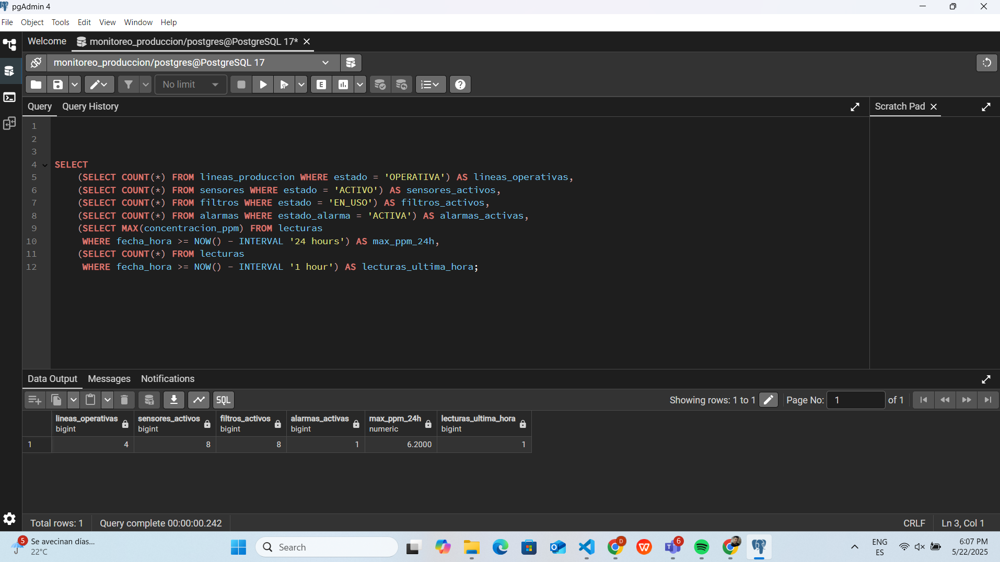 pgAdmin 4
File Object Tools Edit View Window Help
Welcome monitoreo_produccion/postgres@PostgreSQL 17*
monitoreo_produccion/postgres@PostgreSQL 17
No limit E
Query Query History Scratch Pad
1
2
3
4 SELECT
5 (SELECT COUNT(*) FROM lineas_produccion WHERE estado = 'OPERATIVA') AS lineas_operativas,
6 (SELECT COUNT(*) FROM sensores WHERE estado = 'ACTIVO') AS sensores_activos,
7 (SELECT COUNT(*) FROM filtros WHERE estado = 'EN_USO') AS filtros_activos,
8 (SELECT COUNT(*) FROM alarmas WHERE estado_alarma = 'ACTIVA') AS alarmas_activas,
9 (SELECT MAX(concentracion_ppm) FROM lecturas
10 WHERE fecha_hora >= NOW() - INTERVAL '24 hours') AS max_ppm_24h,
11 (SELECT COUNT(*) FROM lecturas
12 WHERE fecha_hora >= NOW() - INTERVAL '1 hour') AS lecturas_ultima_hora;
Data Output Messages Notifications
SQL Showing rows: 1 to 1 Page No: 1 of 1
lineas_operativas sensores_activos filtros_activos alarmas_activas max_ppm_24h lecturas_ultima_hora
bigint bigint bigint bigint numeric bigint
1 4 8 8 1 6.2000 1
Total rows: 1 Query complete 00:00:00.242 CRLF Ln 3, Col 1
5 Se avecinan días... Search D 6 ENG 6:07 PM
22°C ES 5/22/2025